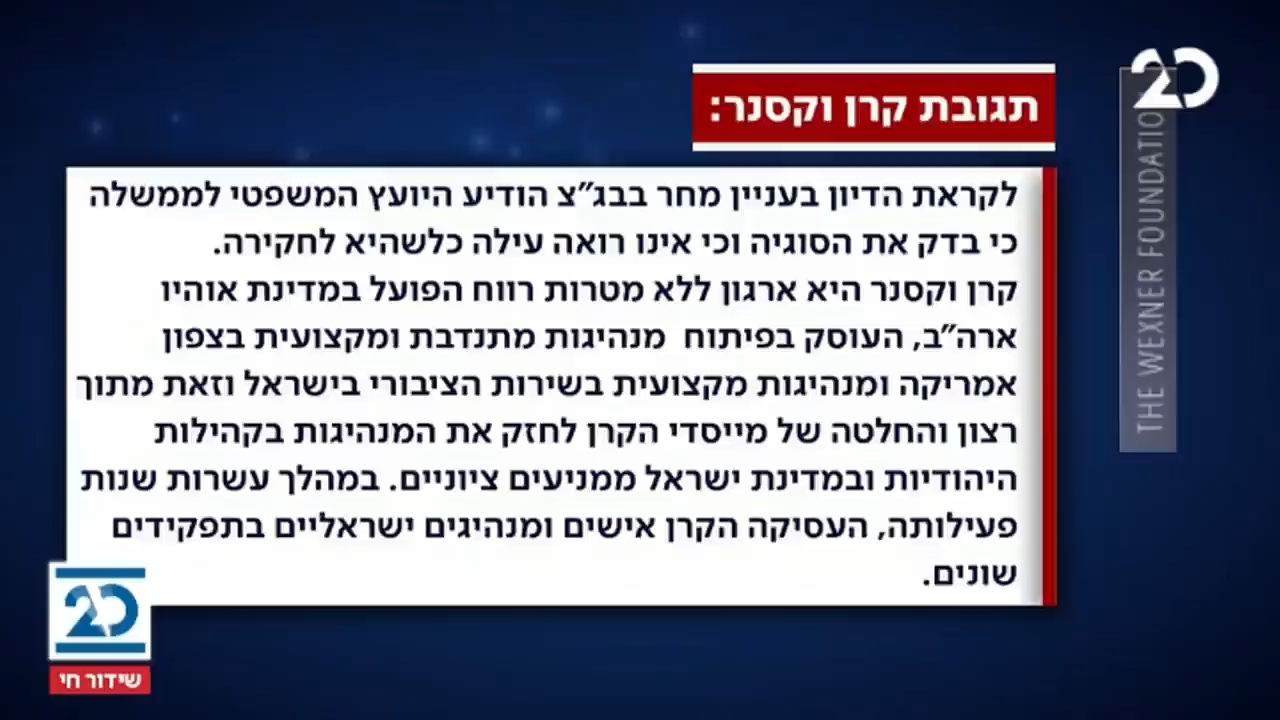 20
תגובת קרן וקסנר:
THE WEXNER FOUNDATION
לקראת הדיון בעניין מחר בבג"צ הודיע היועץ המשפטי לממשלה
כי בדק את הסוגיה וכי אינו רואה עילה כלשהיא לחקירה.
קרן וקסנר היא ארגון ללא מטרות רווח הפועל במדינת אוהיו
ארה"ב, העוסק בפיתוח  מנהיגות מתנדבת ומקצועית בצפון
אמריקה ומנהיגות מקצועית בשירות הציבורי בישראל וזאת מתוך
רצון והחלטה של מייסדי הקרן לחזק את המנהיגות בקהילות
היהודיות ובמדינת ישראל ממניעים ציוניים. במהלך עשרות שנות
פעילותה, העסיקה הקרן אישים ומנהיגים ישראליים בתפקידים
שונים.
20
שידור חי